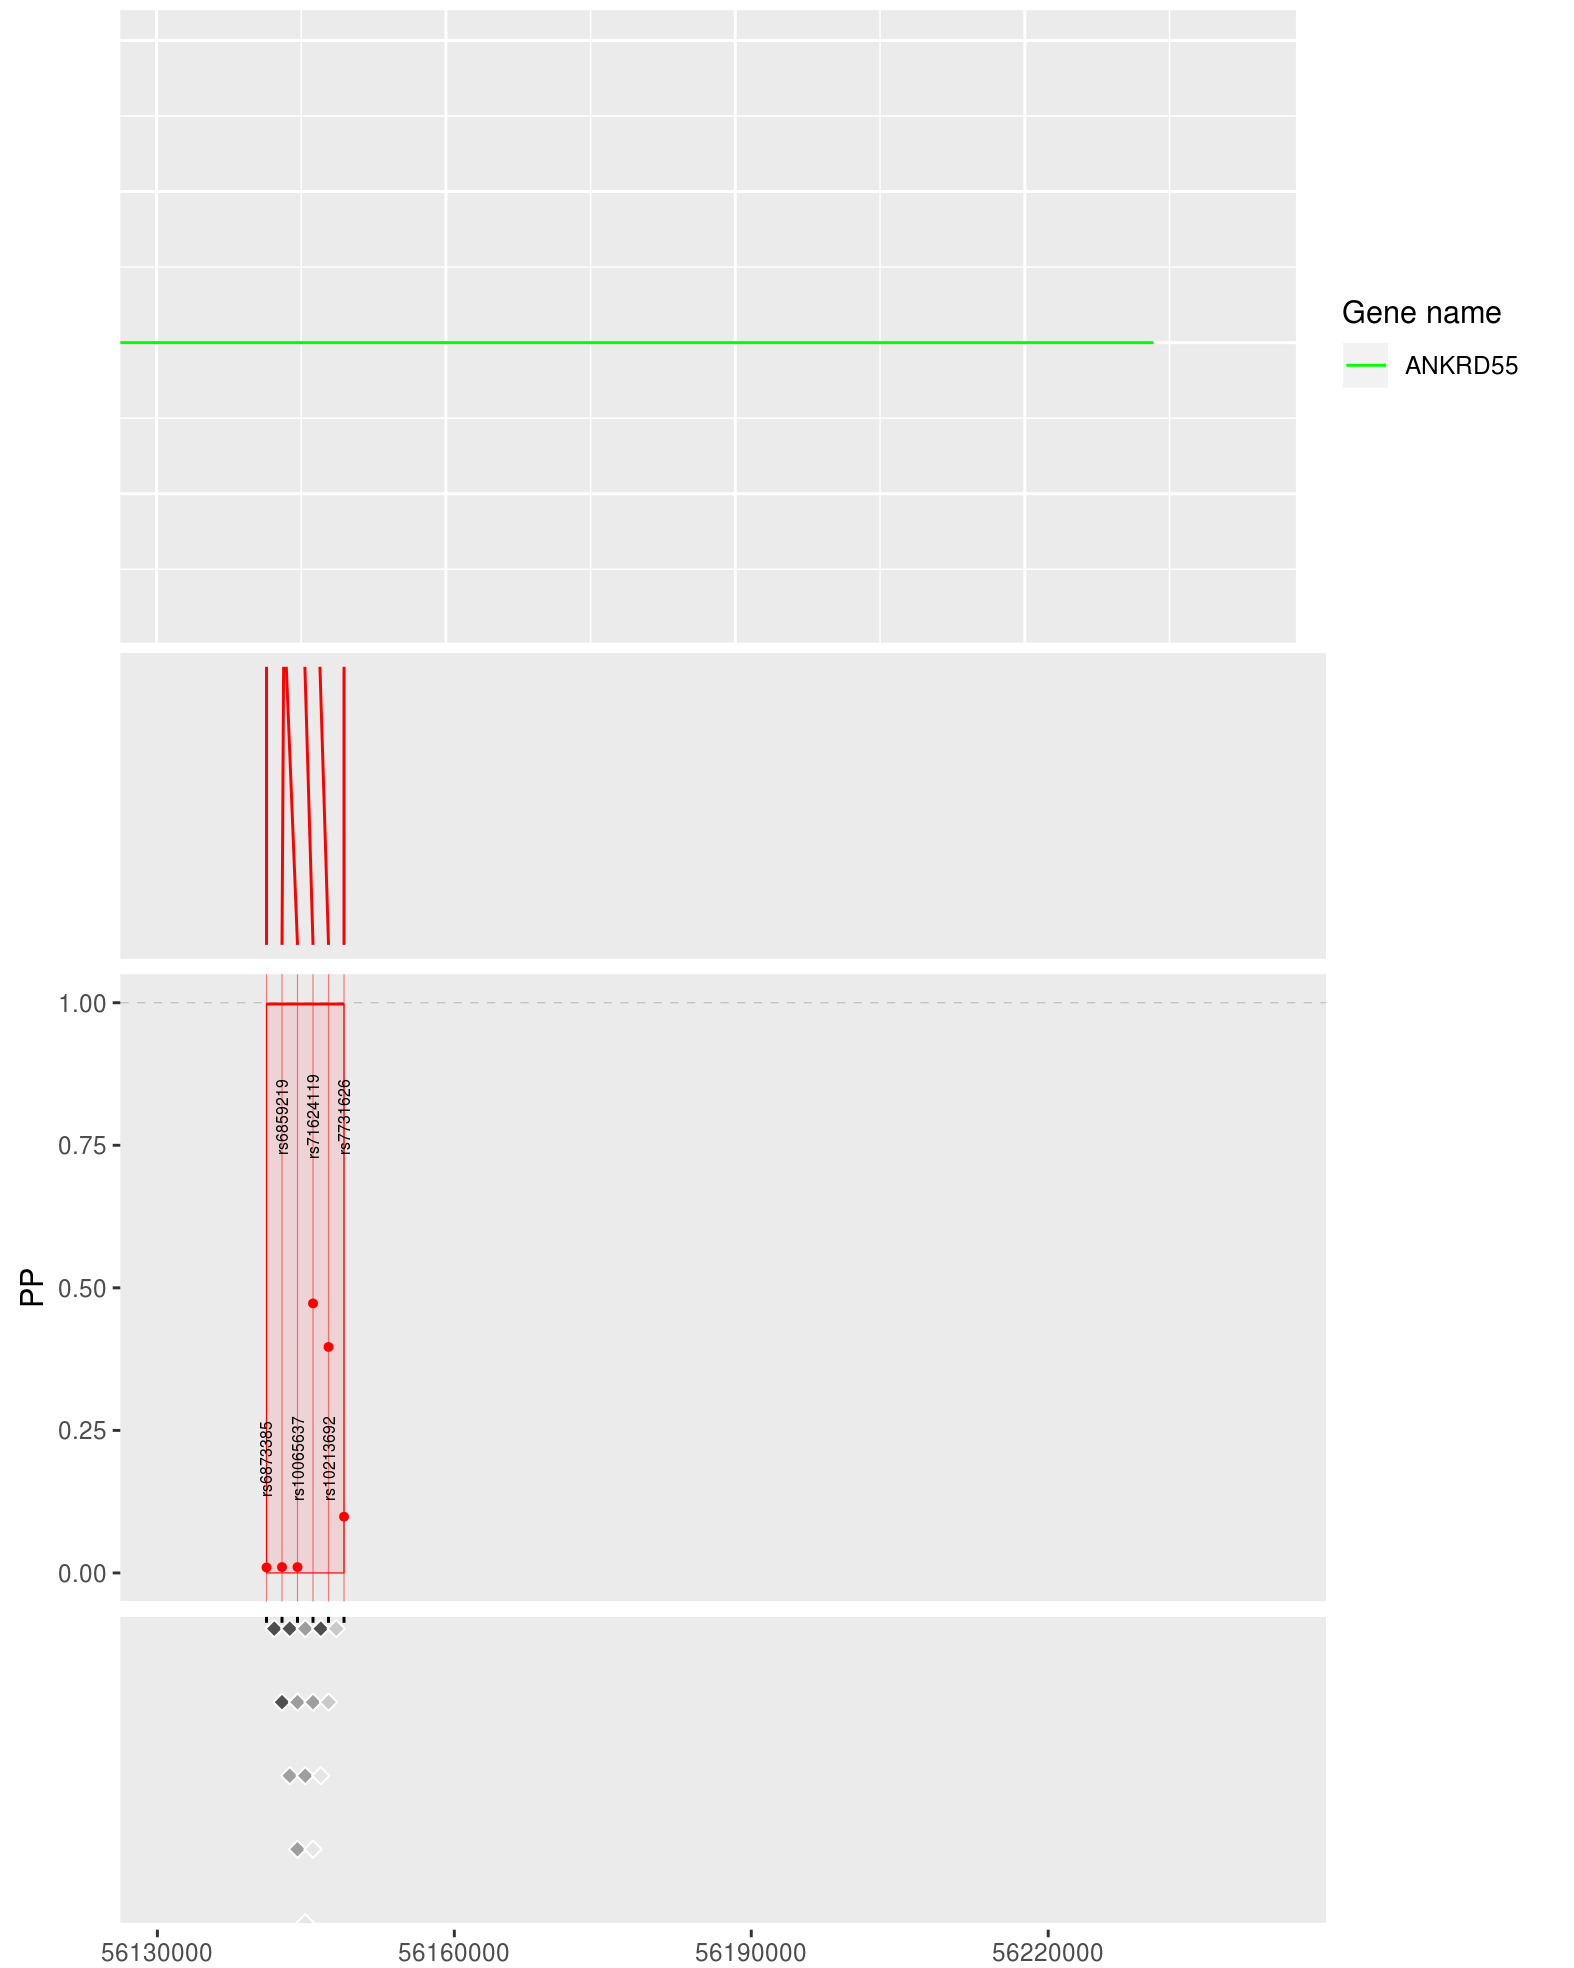 Gene name
ANKRD55
1.00
rs6859219
rs71624119
rs7731626
0.75
PP
0.50
0.25
rs6873385
rs10065637
rs10213692
0.00
56130000
56160000
56190000
56220000